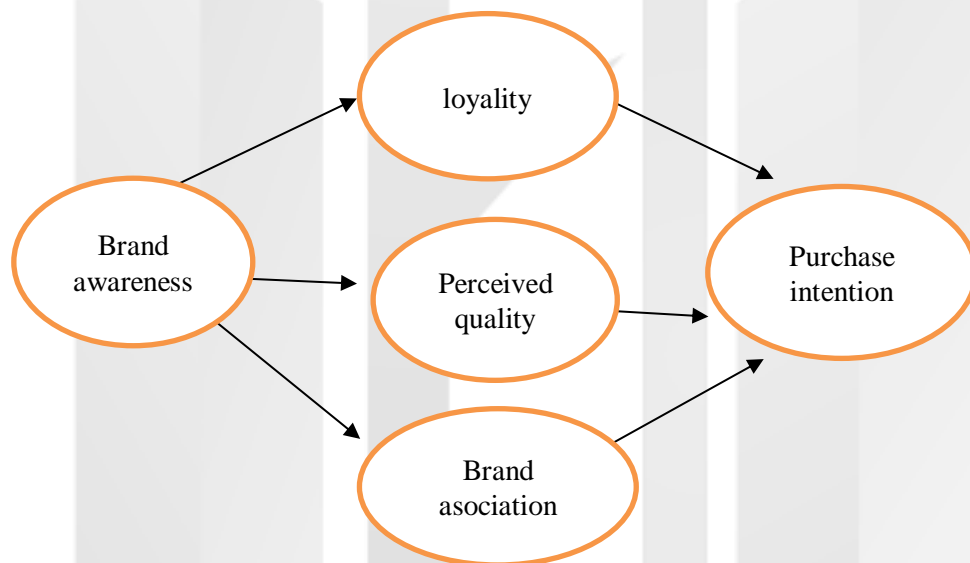 loyality
Brand
awareness
Perceived
quality
Purchase
intention
Brand
asociation